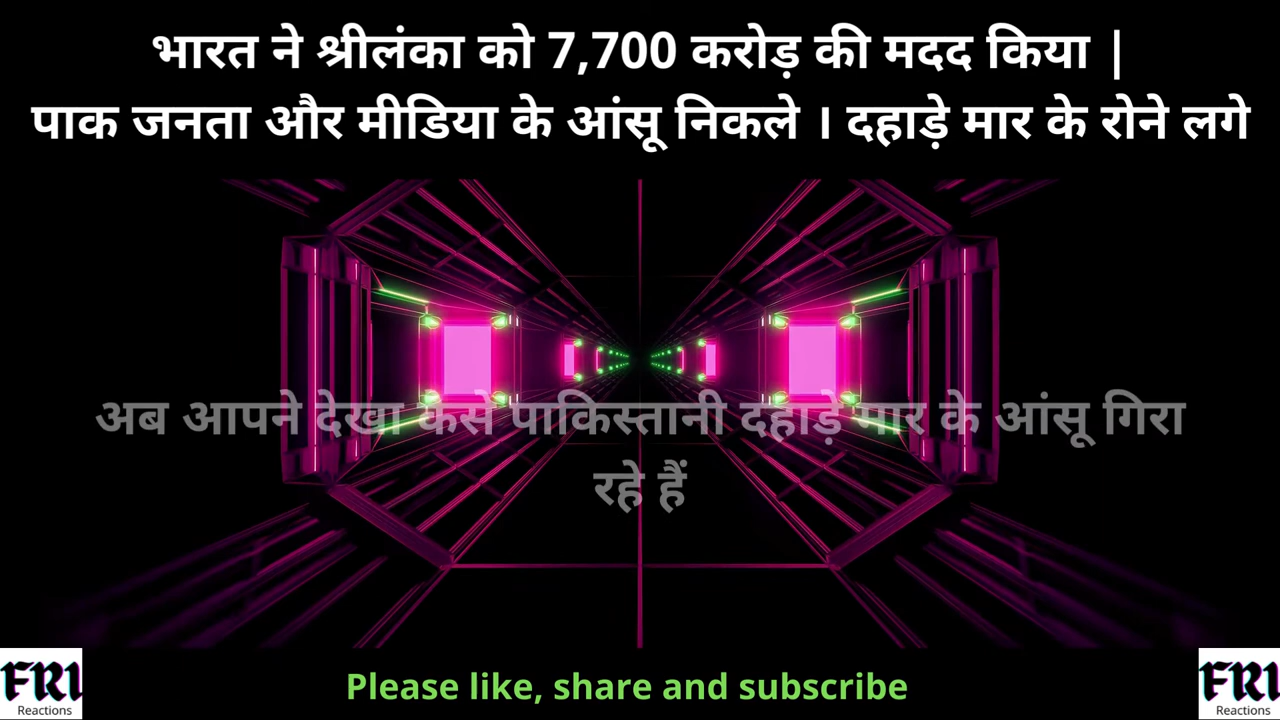 भारत ने श्रीलंका को 7,700 करोड़ की मदद किया |
पाक जनता और मीडिया के आंसू निकले । दहाड़े मार के रोने लगे
अब आपने देखा कसे पाकिस्तानी दहाड़े मार के आंसू गिरा
रहे हैं
Please like, share and subscribe
FRI
Reactions
FRI
Reactions